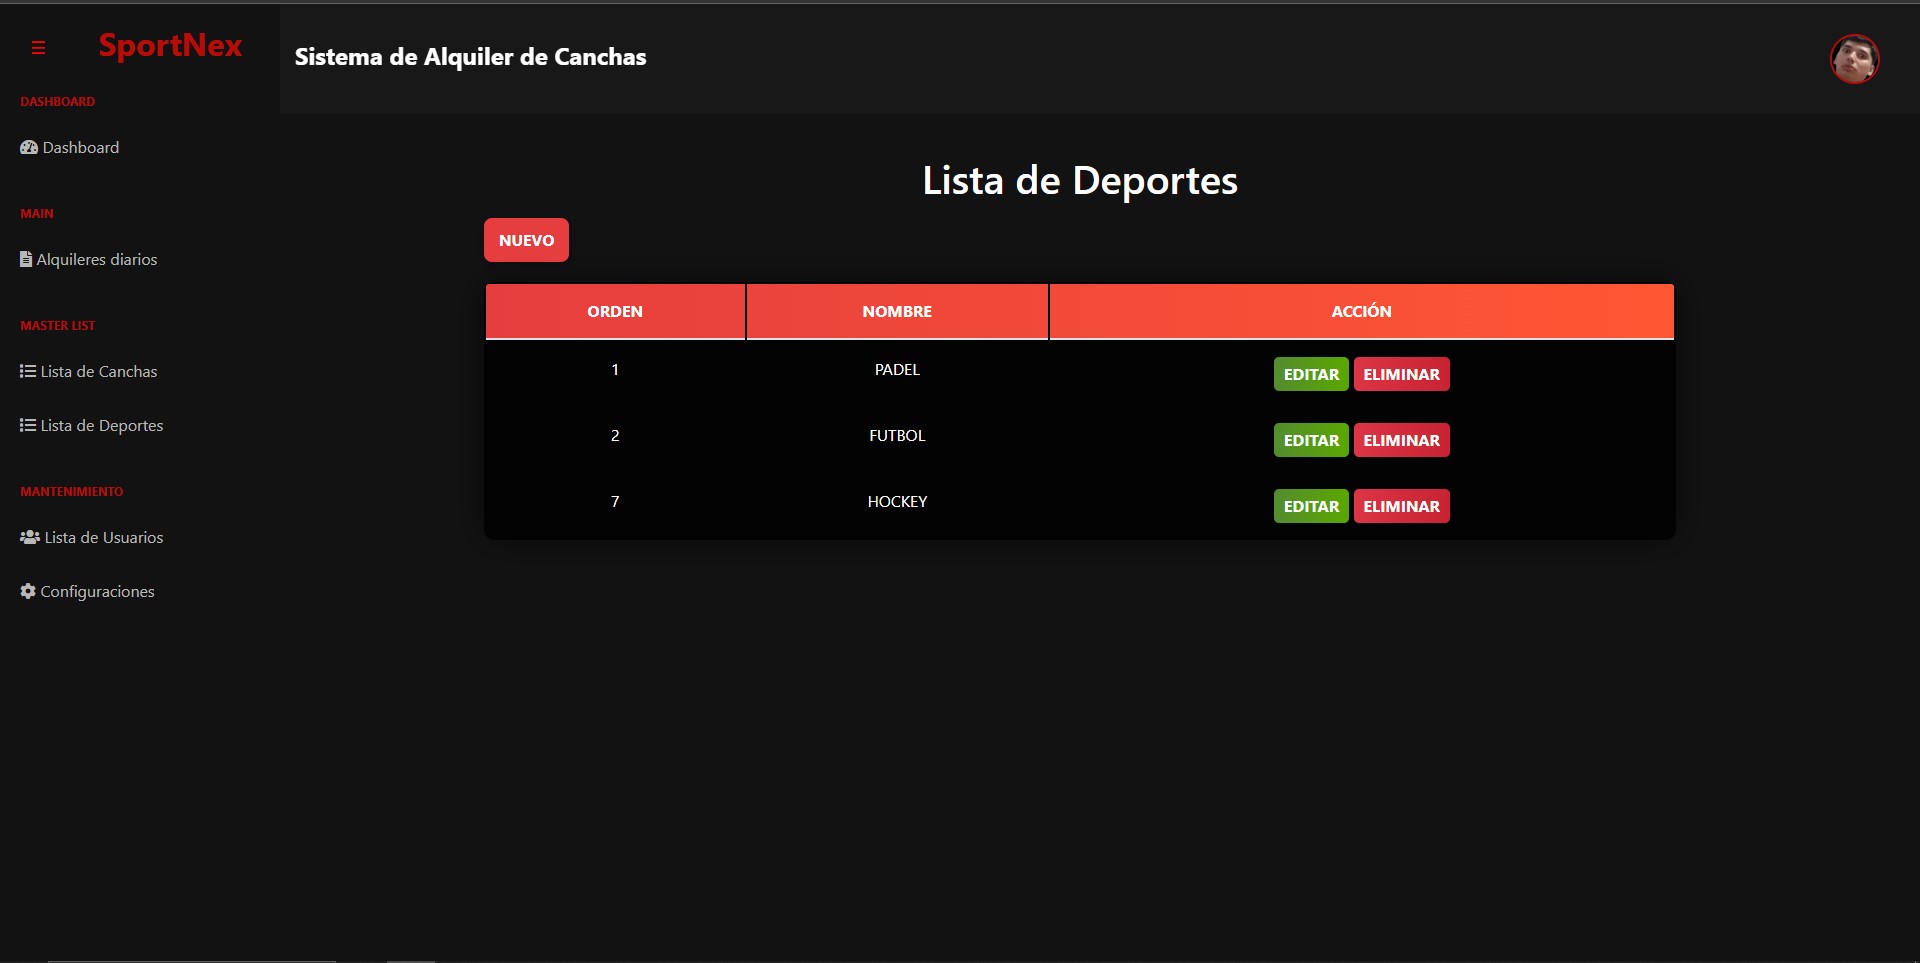 SportNex
Sistema de Alquiler de Canchas
DASHBOARD
Dashboard
MAIN
Alquileres diarios
MASTER LIST
Lista de Canchas
Lista de Deportes
MANTENIMIENTO
Lista de Usuarios
Configuraciones
Lista de Deportes
NUEVO
ORDEN NOMBRE ACCIÓN
1 PADEL EDITAR ELIMINAR
2 FUTBOL EDITAR ELIMINAR
7 HOCKEY EDITAR ELIMINAR